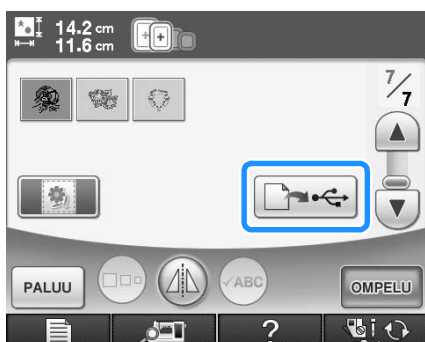 14.2 cm
11.6 cm
7/7
PALUU
✓ABC
OMPELU
?